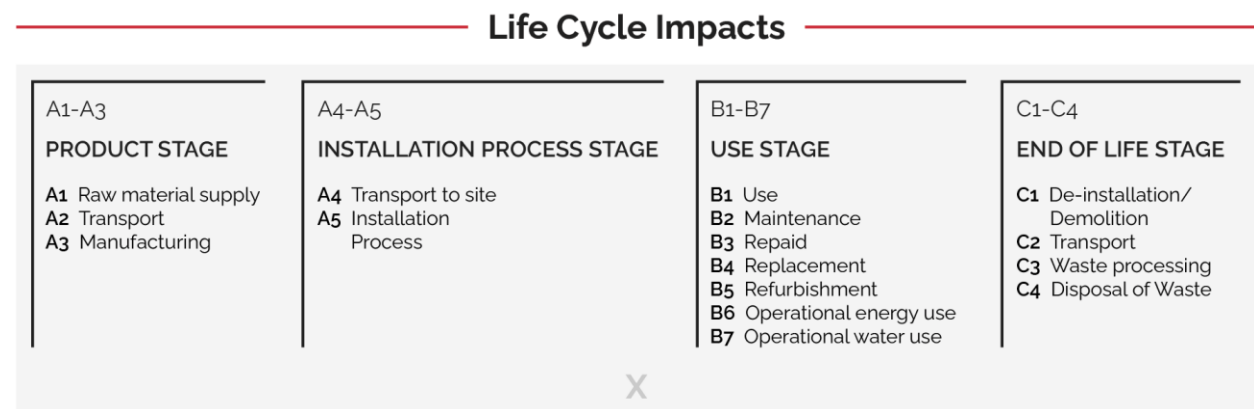 Life Cycle Impacts
A1-A3
PRODUCT STAGE
A1 Raw material supply
A2 Transport
A3 Manufacturing
A4-A5
INSTALLATION PROCESS STAGE
A4 Transport to site
A5 Installation
Process
B1-B7
USE STAGE
B1 Use
B2 Maintenance
B3 Repaid
B4 Replacement
B5 Refurbishment
B6 Operational energy use
B7 Operational water use
C1-C4
END OF LIFE STAGE
C1 De-installation/
Demolition
C2 Transport
C3 Waste processing
C4 Disposal of Waste
X